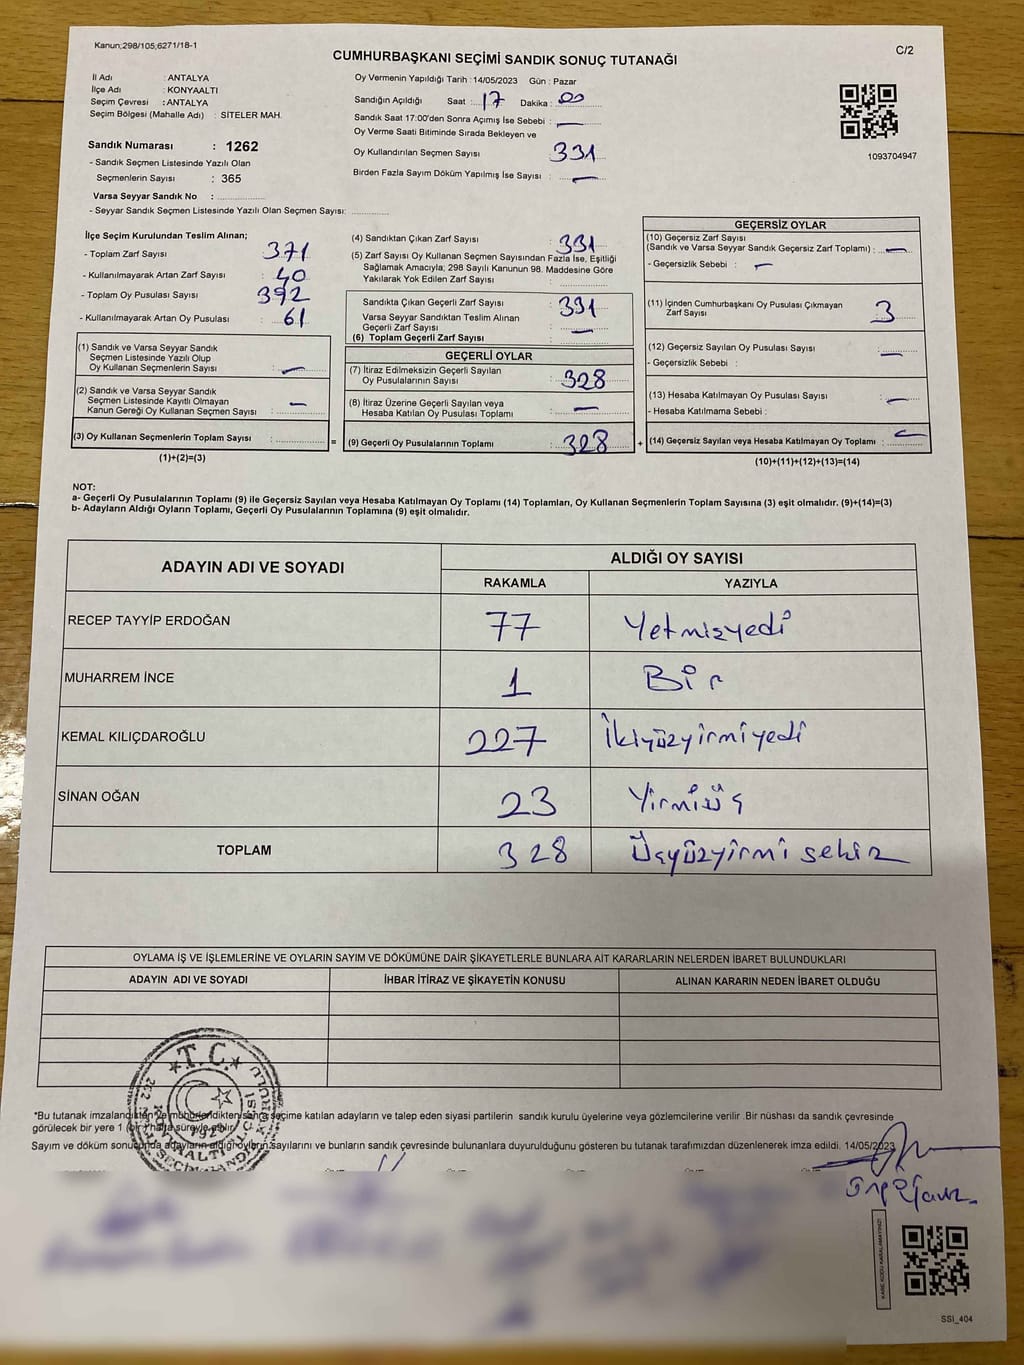 Kanun;298/105;6271/18-1
C/2
CUMHURBAŞKANI SEÇİMİ SANDIK SONUÇ TUTANAĞI
İl Adı : ANTALYA
İlçe Adı : KONYAALTI
Seçim Çevresi : ANTALYA
Seçim Bölgesi (Mahalle Adı) : SİTELER MAH.
Sandık Numarası : 1262
- Sandık Seçmen Listesinde Yazılı Olan
Seçmenlerin Sayısı : 365
Varsa Seyyar Sandık No :
- Seyyar Sandık Seçmen Listesinde Yazılı Olan Seçmen Sayısı:
Oy Vermenin Yapıldığı Tarih : 14/05/2023 Gün : Pazar
Sandığın Açıldığı Saat : 17 Dakika : 00
Sandık Saat 17:00'den Sonra Açımış İse Sebebi : —
Oy Verme Saati Bitiminde Sırada Bekleyen ve
Oy Kullandırılan Seçmen Sayısı : 331
Birden Fazla Sayım Döküm Yapılmış İse Sayısı : —
1093704947
İlçe Seçim Kurulundan Teslim Alınan;
- Toplam Zarf Sayısı : 371
- Kullanılmayarak Artan Zarf Sayısı : 40
- Toplam Oy Pusulası Sayısı : 392
- Kullanılmayarak Artan Oy Pusulası : 61
(1) Sandık ve Varsa Seyyar Sandık
Seçmen Listesinde Yazılı Olup
Oy Kullanan Seçmenlerin Sayısı : —
(2) Sandık ve Varsa Seyyar Sandık
Seçmen Listesinde Kayıtlı Olmayan
Kanun Gereği Oy Kullanan Seçmen Sayısı : —
(3) Oy Kullanan Seçmenlerin Toplam Sayısı :
(1)+(2)=(3)
(4) Sandıktan Çıkan Zarf Sayısı : 331
(5) Zarf Sayısı Oy Kullanan Seçmen Sayısından Fazla İse, Eşitliği
Sağlamak Amacıyla; 298 Sayılı Kanunun 98. Maddesine Göre
Yakılarak Yok Edilen Zarf Sayısı :
Sandıkta Çıkan Geçerli Zarf Sayısı : 331
Varsa Seyyar Sandıktan Teslim Alınan
Geçerli Zarf Sayısı : —
(6) Toplam Geçerli Zarf Sayısı :
GEÇERLİ OYLAR
(7) İtiraz Edilmeksizin Geçerli Sayılan
Oy Pusulalarının Sayısı : 328
(8) İtiraz Üzerine Geçerli Sayılan veya
Hesaba Katılan Oy Pusulası Toplamı : —
= (9) Geçerli Oy Pusulalarının Toplamı : 328 +
GEÇERSİZ OYLAR
(10) Geçersiz Zarf Sayısı
(Sandık ve Varsa Seyyar Sandık Geçersiz Zarf Toplamı) : —
- Geçersizlik Sebebi : —
(11) İçinden Cumhurbaşkanı Oy Pusulası Çıkmayan
Zarf Sayısı : 3
(12) Geçersiz Sayılan Oy Pusulası Sayısı : —
- Geçersizlik Sebebi :
(13) Hesaba Katılmayan Oy Pusulası Sayısı : —
- Hesaba Katılmama Sebebi :
(14) Geçersiz Sayılan veya Hesaba Katılmayan Oy Toplamı : —
(10)+(11)+(12)+(13)=(14)
NOT:
a- Geçerli Oy Pusulalarının Toplamı (9) ile Geçersiz Sayılan veya Hesaba Katılmayan Oy Toplamı (14) Toplamları, Oy Kullanan Seçmenlerin Toplam Sayısına (3) eşit olmalıdır. (9)+(14)=(3)
b- Adayların Aldığı Oyların Toplamı, Geçerli Oy Pusulalarının Toplamına (9) eşit olmalıdır.
ADAYIN ADI VE SOYADI
ALDIĞI OY SAYISI
RAKAMLA YAZIYLA
RECEP TAYYİP ERDOĞAN 77 Yetmişyedi
MUHARREM İNCE 1 Bir
KEMAL KILIÇDAROĞLU 227 İkiyüzyirmiyedi
SİNAN OĞAN 23 Yirmiüç
TOPLAM 328 Üçyüzyirmi sekiz
OYLAMA İŞ VE İŞLEMLERİNE VE OYLARIN SAYIM VE DÖKÜMÜNE DAİR ŞİKAYETLERLE BUNLARA AİT KARARLARIN NELERDEN İBARET BULUNDUKLARI
ADAYIN ADI VE SOYADI İHBAR İTİRAZ VE ŞİKAYETİN KONUSU ALINAN KARARIN NEDEN İBARET OLDUĞU
T.C.
*Bu tutanak imzalandıktan ve mühürlendikten sonra seçime katılan adayların ve talep eden siyasi partilerin sandık kurulu üyelerine veya gözlemcilerine verilir. Bir nüshası da sandık çevresinde
görülecek bir yere 1 (bir) hafta süreyle asılır.
Sayım ve döküm sonucunda adayların aldığı oyların sayılarını ve bunların sandık çevresinde bulunanlara duyurulduğunu gösteren bu tutanak tarafımızdan düzenlenerek imza edildi. 14/05/2023
KARE KODU KARALAMAYINIZ!
SSI_404